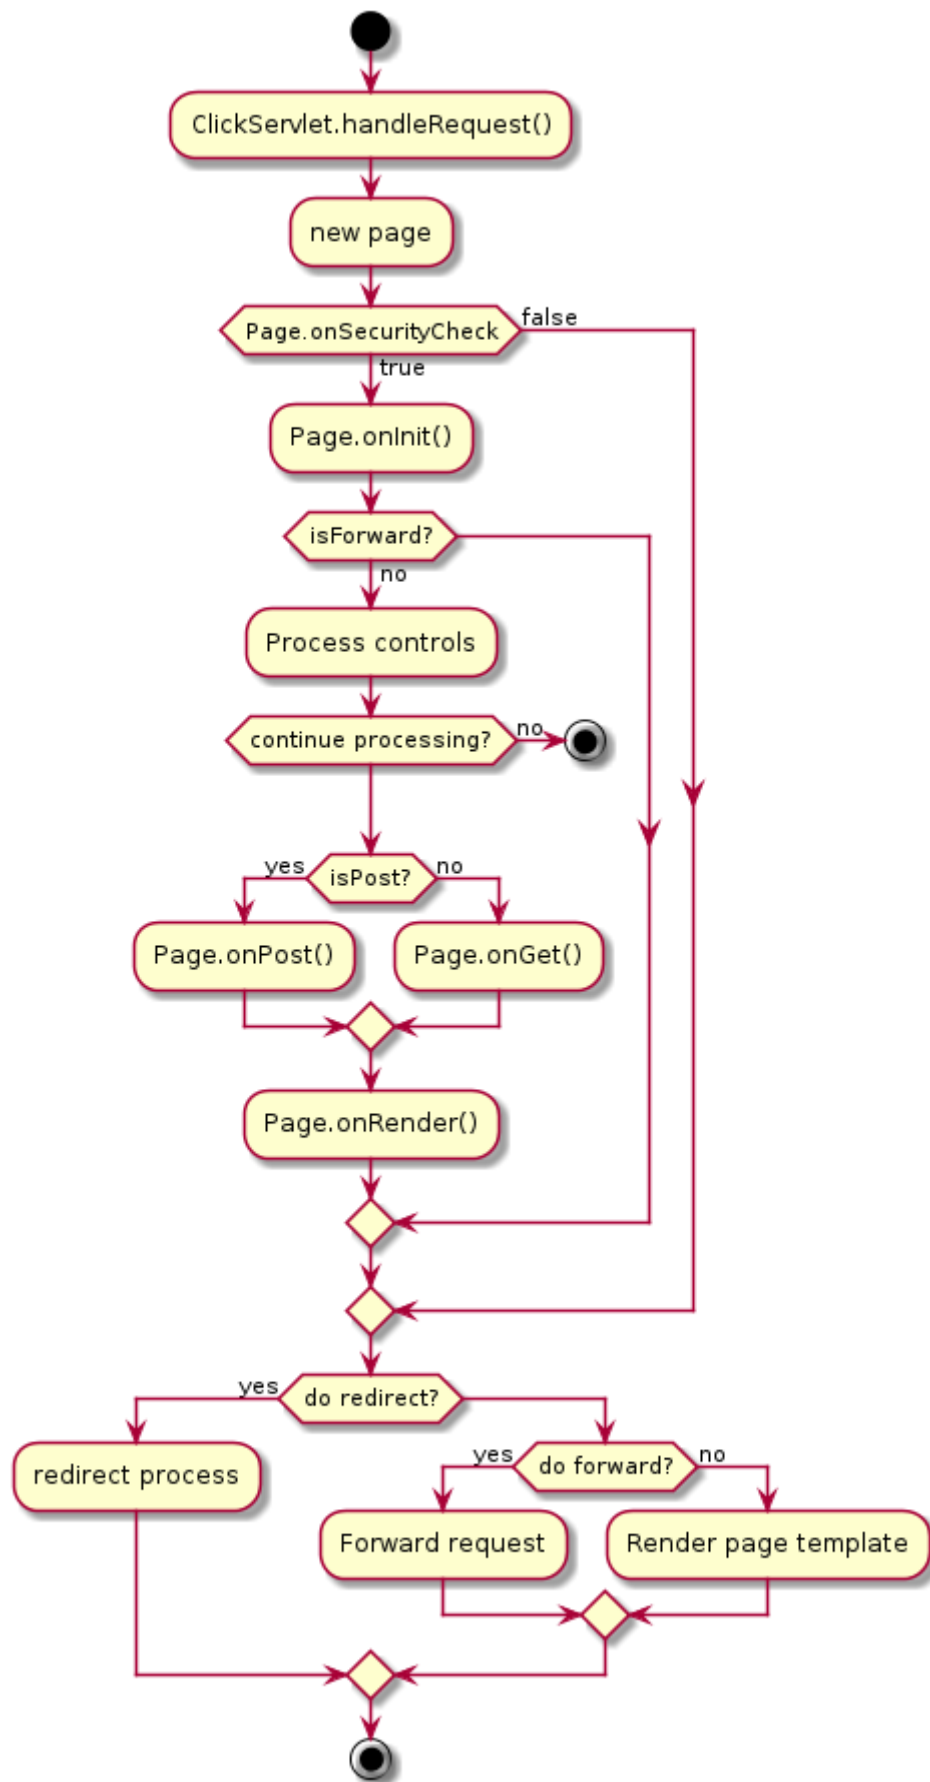 ClickServlet.handleRequest()
new page
Page.onSecurityCheck
false
true
Page.onInit()
isForward?
no
Process controls
continue processing?
no
yes
isPost?
no
Page.onPost()
Page.onGet()
Page.onRender()
yes
do redirect?
redirect process
yes
do forward?
no
Forward request
Render page template